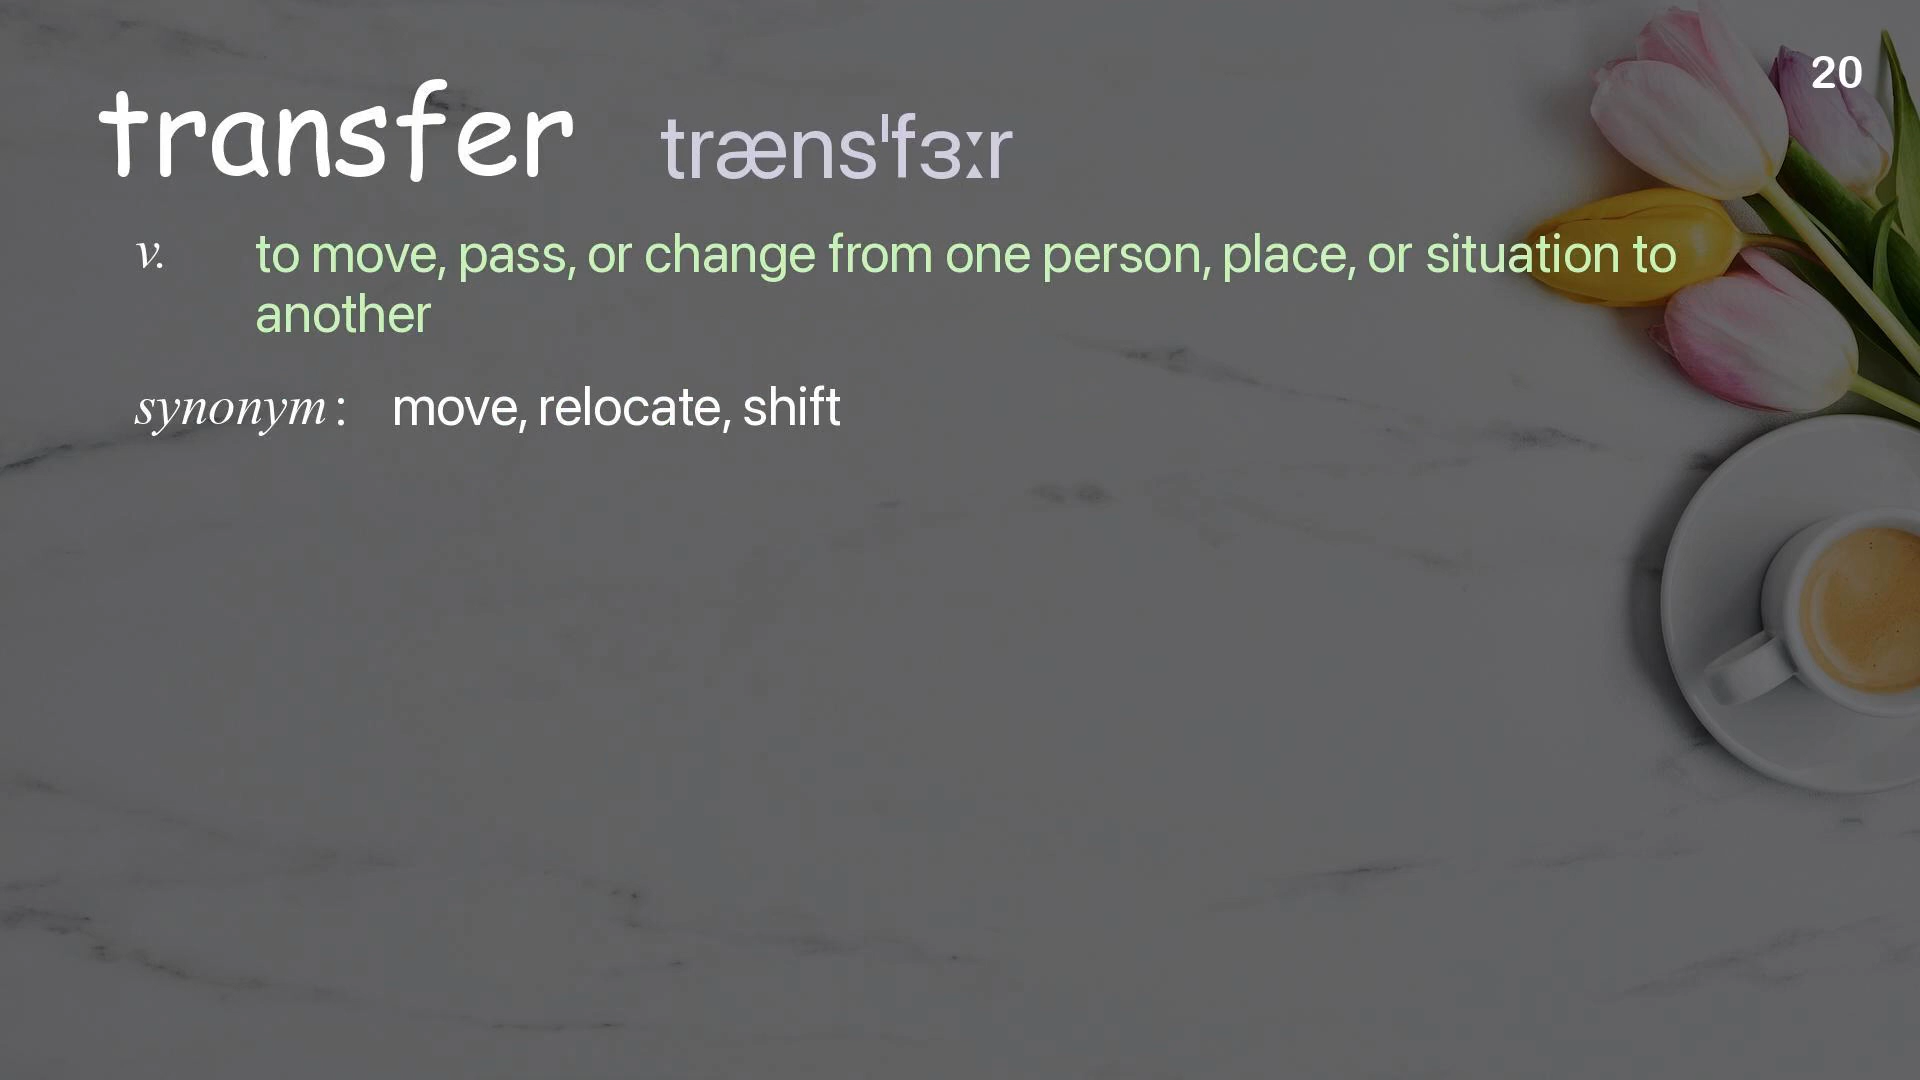 20
transfer trænsˈfɜːr
v. to move, pass, or change from one person, place, or situation to
another
synonym : move, relocate, shift